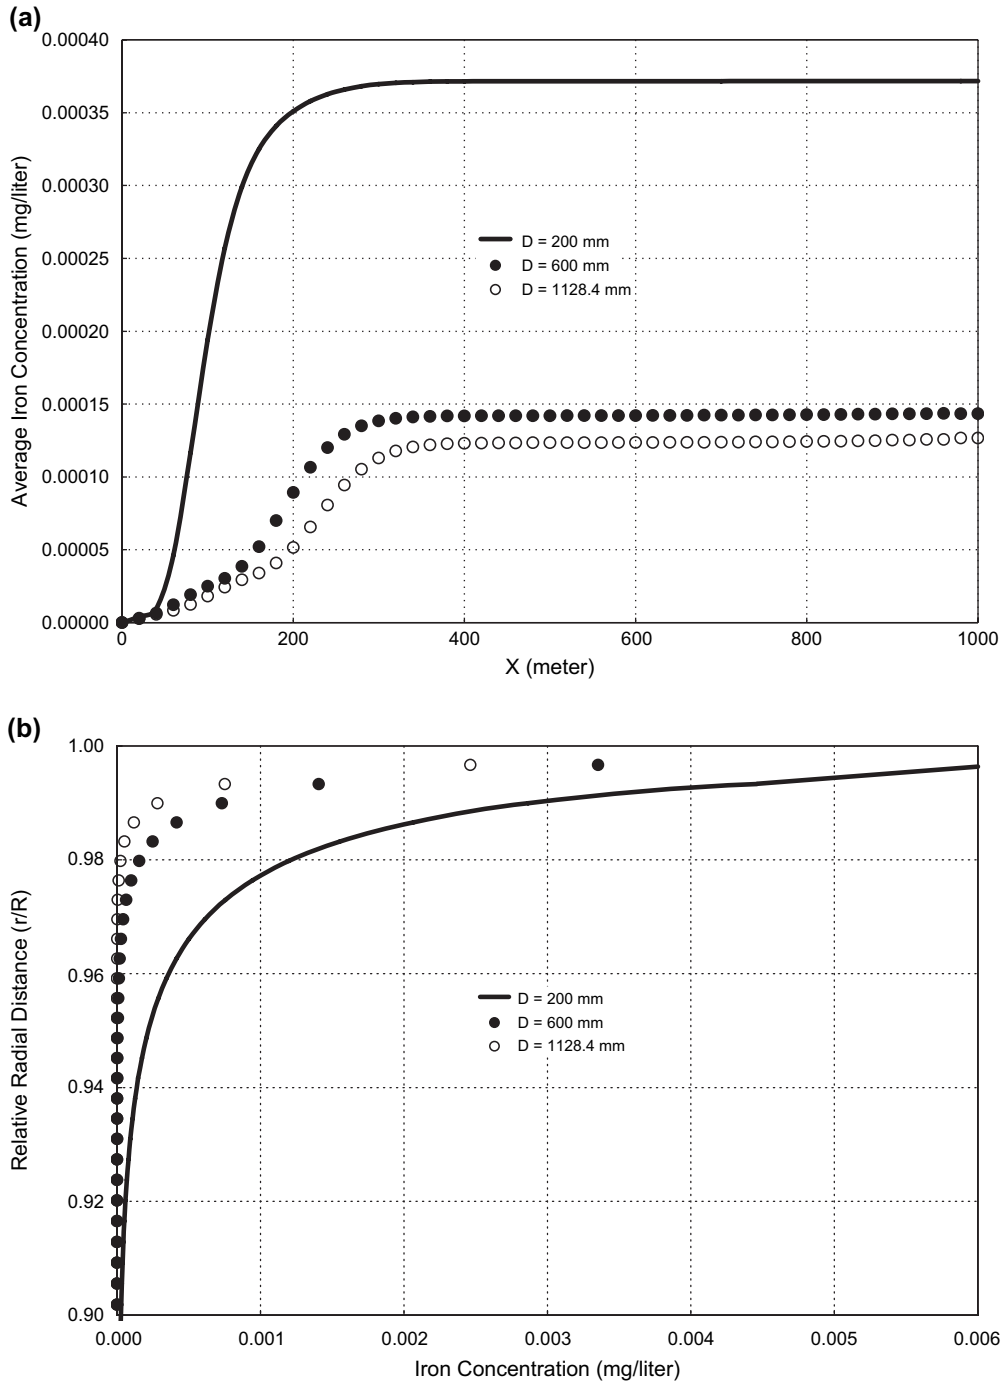 (a)
0.00040
0.00035
0.00030
0.00025
0.00020
0.00015
0.00010
0.00005
0.00000
Average Iron Concentration (mg/liter)
D = 200 mm
D = 600 mm
D = 1128.4 mm
0 200 400 600 800 1000
X (meter)
(b)
1.00
0.98
0.96
0.94
0.92
0.90
Relative Radial Distance (r/R)
D = 200 mm
D = 600 mm
D = 1128.4 mm
0.000 0.001 0.002 0.003 0.004 0.005 0.006
Iron Concentration (mg/liter)